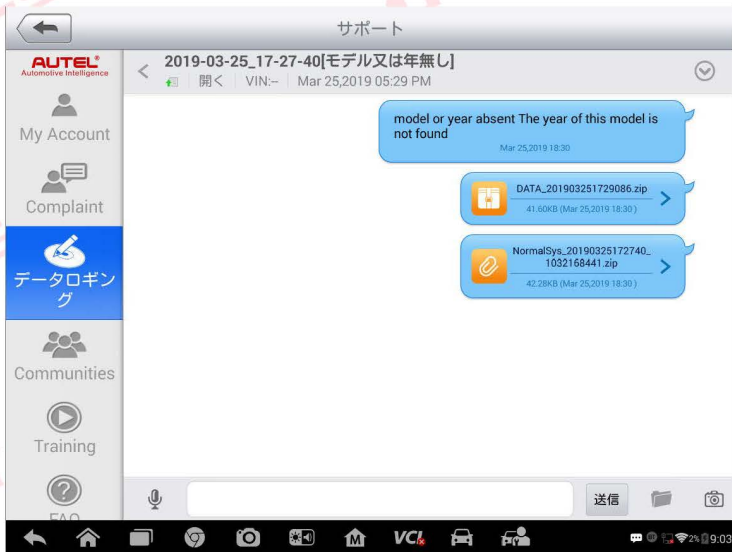 サポート
AUTEL
Automotive Intelligence
My Account
Complaint
データロギン
グ
Communities
Training
FAQ
2019-03-25_17-27-40[モデル又は年無し]
開く VIN:-- Mar 25,2019 05:29 PM
model or year absent The year of this model is
not found
Mar 25,2019 18:30
DATA_201903251729086.zip
41.60KB (Mar 25,2019 18:30 )
NormalSys_20190325172740_
1032168441.zip
42.28KB (Mar 25,2019 18:30 )
送信
M
VCI
2%
9:03